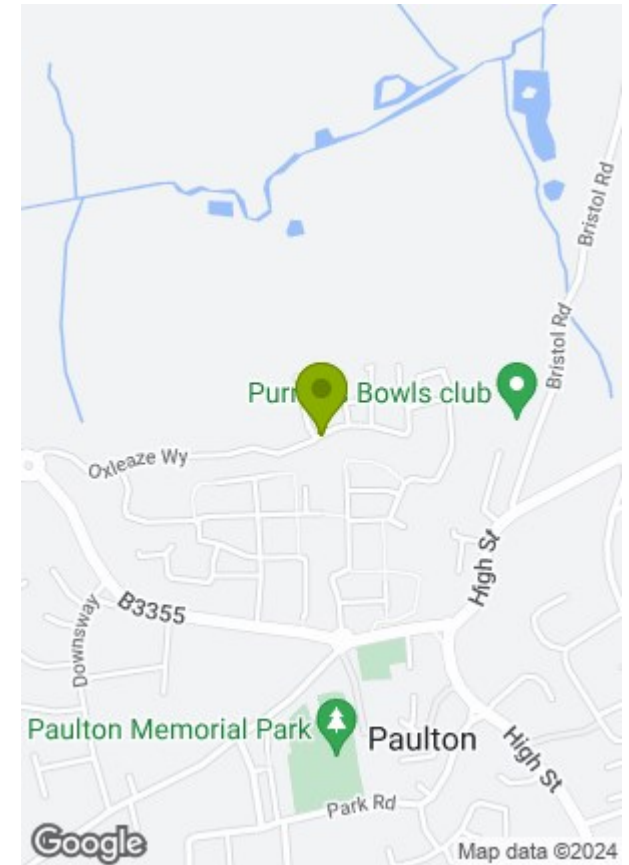 Bristol Rd
Bristol Rd
Bowls club
Oxleaze Wy
High St
B3355
Downsway
Paulton Memorial Park
Paulton
High St
Park Rd
Google
Map data ©2024